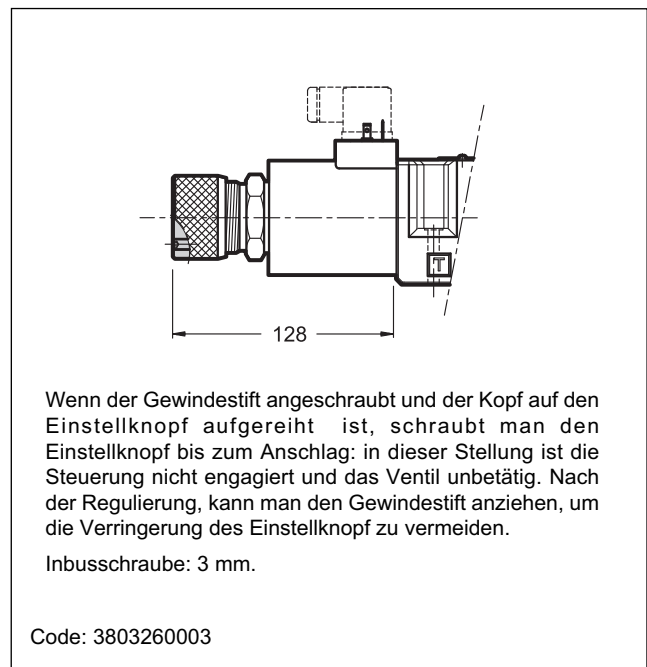 T
128
Wenn der Gewindestift angeschraubt und der Kopf auf den
Einstellknopf aufgereiht ist, schraubt man den
Einstellknopf bis zum Anschlag: in dieser Stellung ist die
Steuerung nicht engagiert und das Ventil unbetätig. Nach
der Regulierung, kann man den Gewindestift anziehen, um
die Verringerung des Einstellknopf zu vermeiden.
Inbusschraube: 3 mm.
Code: 3803260003